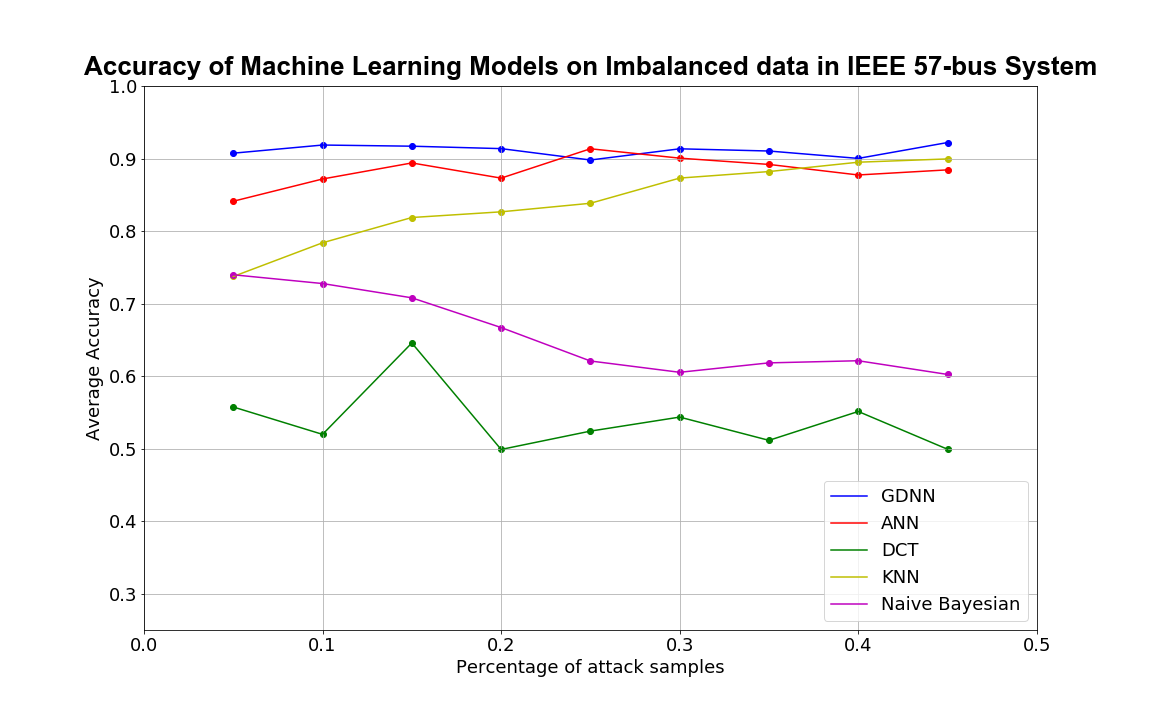 Accuracy of Machine Learning Models on Imbalanced data in IEEE 57-bus System
1.0
0.9
0.8
0.7
0.6
0.5
0.4
0.3
Average Accuracy
GDNN
ANN
DCT
KNN
Naive Bayesian
0.0 0.1 0.2 0.3 0.4 0.5
Percentage of attack samples